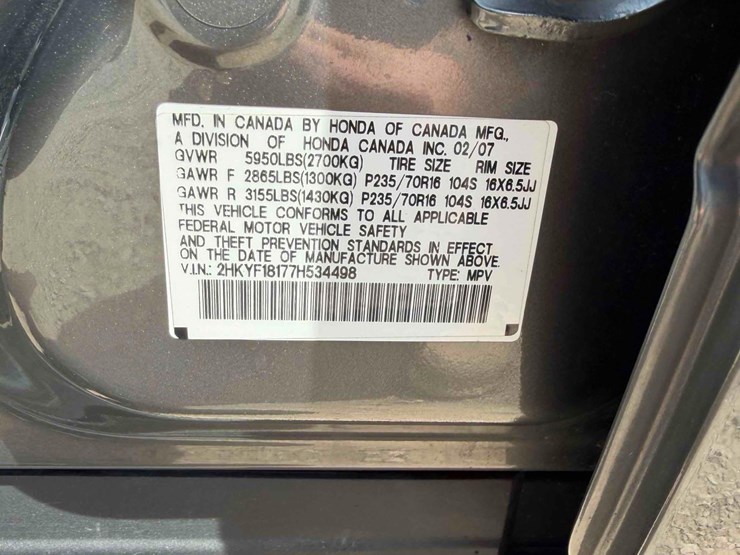 MFD. IN CANADA BY HONDA OF CANADA MFG.,
A DIVISION OF HONDA CANADA INC. 02/07
GVWR 5950LBS(2700KG) TIRE SIZE RIM SIZE
GAWR F 2865LBS(1300KG) P235/70R16 104S 16X6.5JJ
GAWR R 3155LBS(1430KG) P235/70R16 104S 16X6.5JJ
THIS VEHICLE CONFORMS TO ALL APPLICABLE
FEDERAL MOTOR VEHICLE SAFETY
AND THEFT PREVENTION STANDARDS IN EFFECT
ON THE DATE OF MANUFACTURE SHOWN ABOVE.
V.I.N.: 2HKYF18177H534498 TYPE: MPV